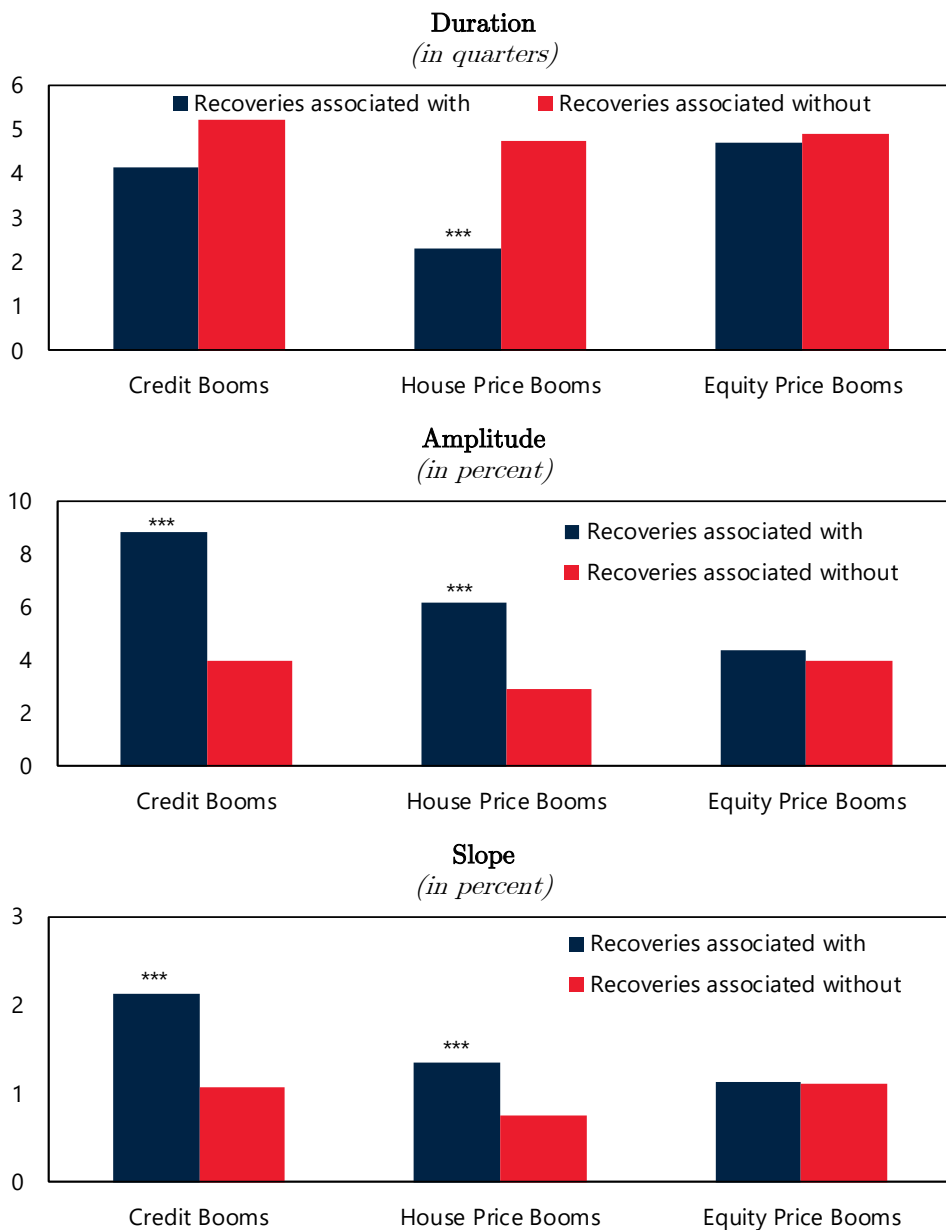 Duration
(in quarters)
6
Recoveries associated with
Recoveries associated without
5
4
3
***
2
1
0
Credit Booms
House Price Booms
Equity Price Booms
Amplitude
(in percent)
10
***
Recoveries associated with
8
Recoveries associated without
***
6
4
2
0
Credit Booms
House Price Booms
Equity Price Booms
Slope
(in percent)
3
Recoveries associated with
***
Recoveries associated without
2
***
1
0
Credit Booms
House Price Booms
Equity Price Booms